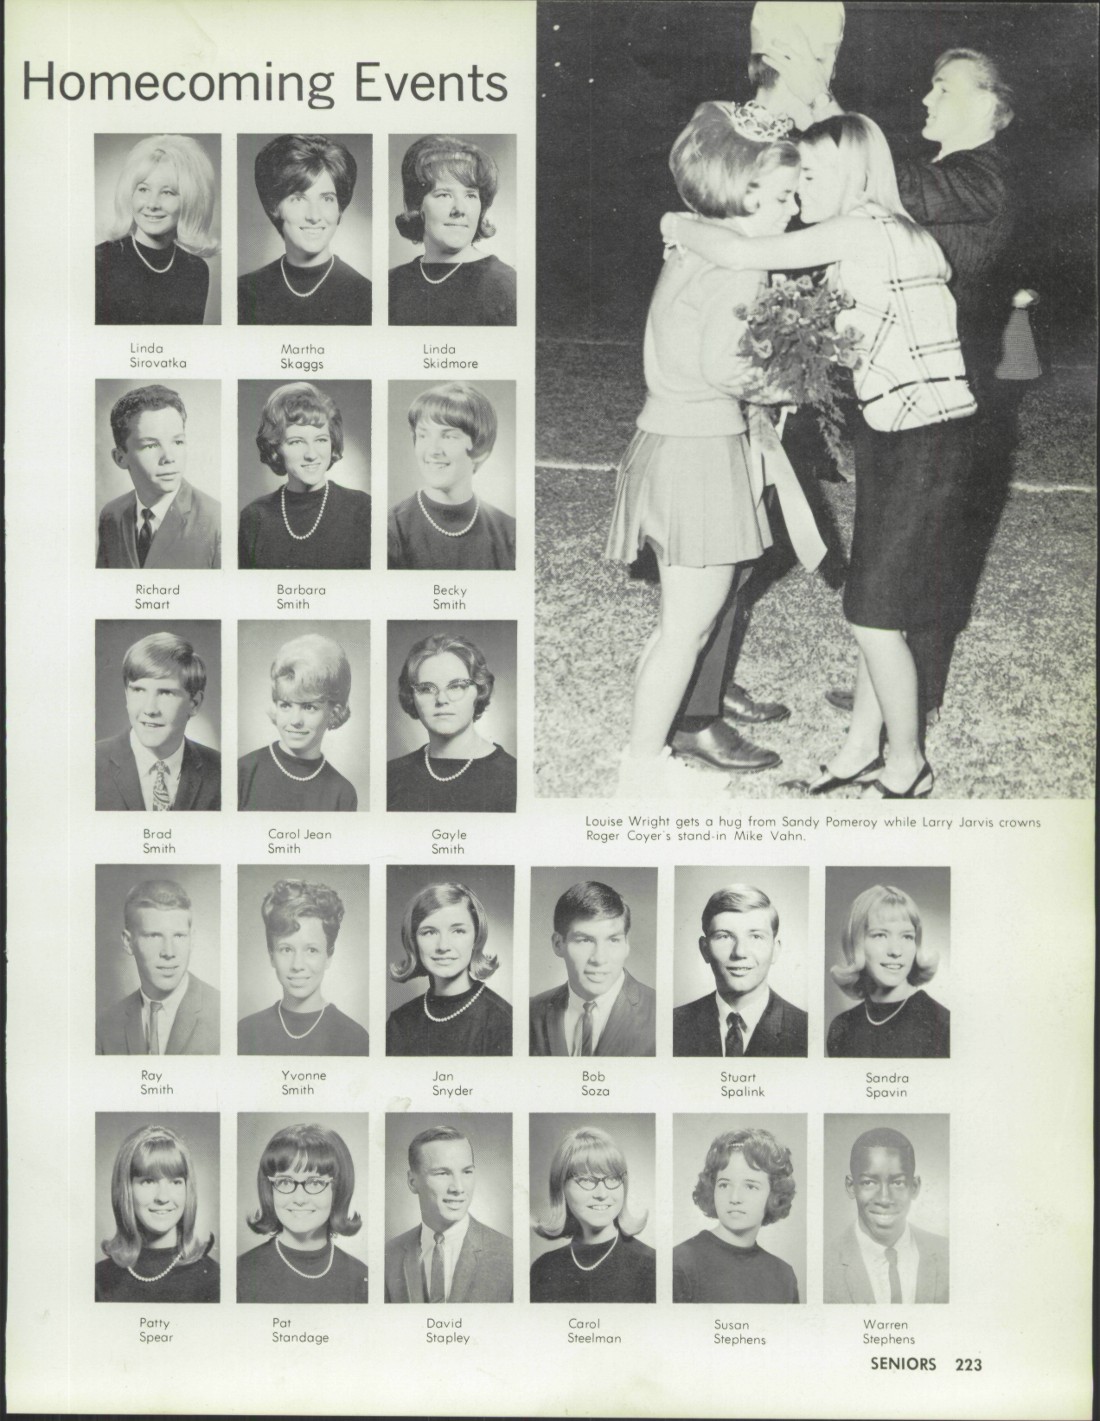 Homecoming Events
Linda
Sirovatka
Martha
Skaggs
Linda
Skidmore
Richard
Smart
Barbara
Smith
Becky
Smith
Brad
Smith
Carol Jean
Smith
Gayle
Smith
Louise Wright gets a hug from Sandy Pomeroy while Larry Jarvis crowns
Roger Coyer's stand-in Mike Vahn.
Ray
Smith
Yvonne
Smith
Jan
Snyder
Bob
Soza
Stuart
Spalink
Sandra
Spavin
Patty
Spear
Pat
Standage
David
Stapley
Carol
Steelman
Susan
Stephens
Warren
Stephens
SENIORS 223